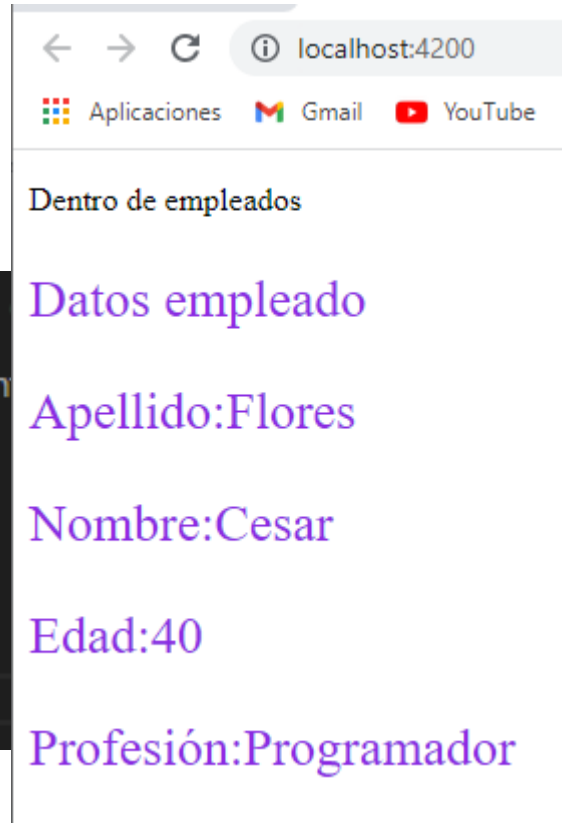 localhost:4200
Aplicaciones Gmail YouTube
Dentro de empleados
Datos empleado
Apellido:Flores
Nombre:Cesar
Edad:40
Profesión:Programador